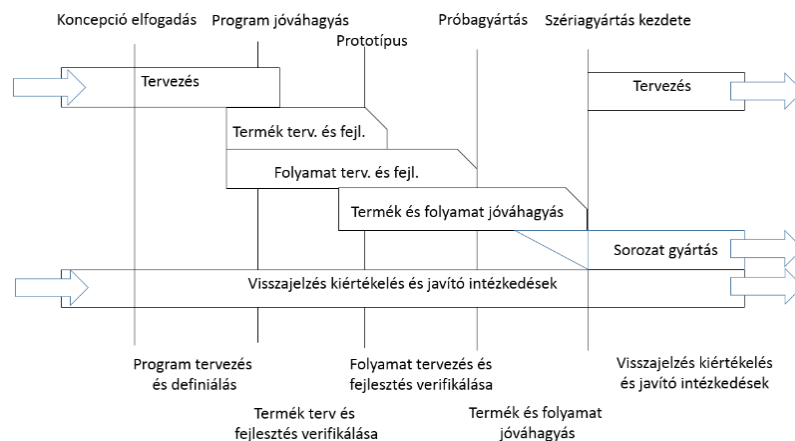 Koncepció elfogadás
Program jóváhagyás
Prototípus
Próbagyártás
Szériagyártás kezdete
Tervezés
Tervezés
Termék terv. és fejl.
Folyamat terv. és fejl.
Termék és folyamat jóváhagyás
Sorozat gyártás
Visszajelzés kiértékelés és javító intézkedések
Program tervezés
és definiálás
Termék terv és
fejlesztés verifikálása
Folyamat tervezés és
fejlesztés verifikálása
Termék és folyamat
jóváhagyás
Visszajelzés kiértékelés
és javító intézkedések